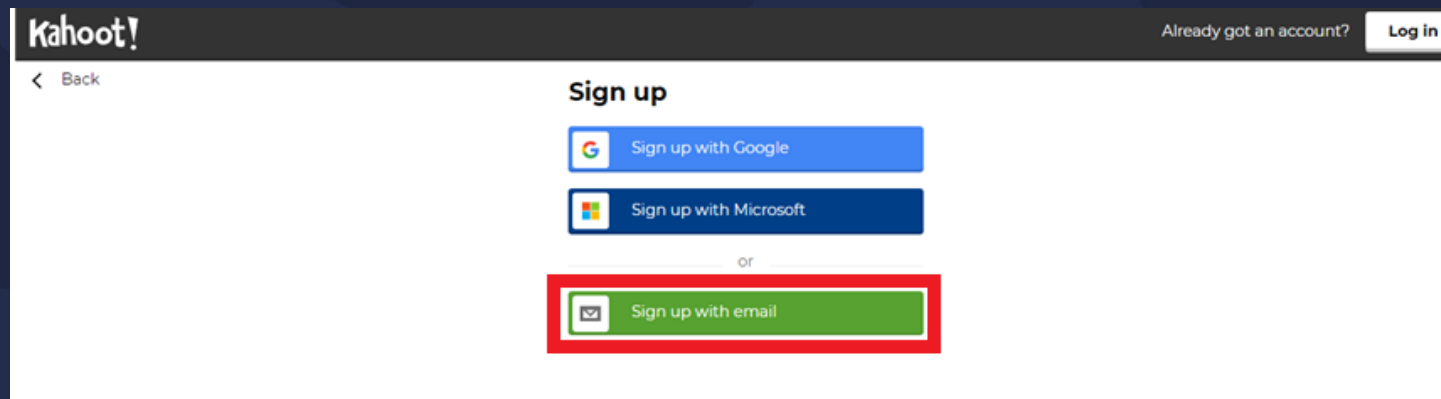 Kahoot!
Already got an account?
Log in
Back
Sign up
Sign up with Google
Sign up with Microsoft
or
Sign up with email